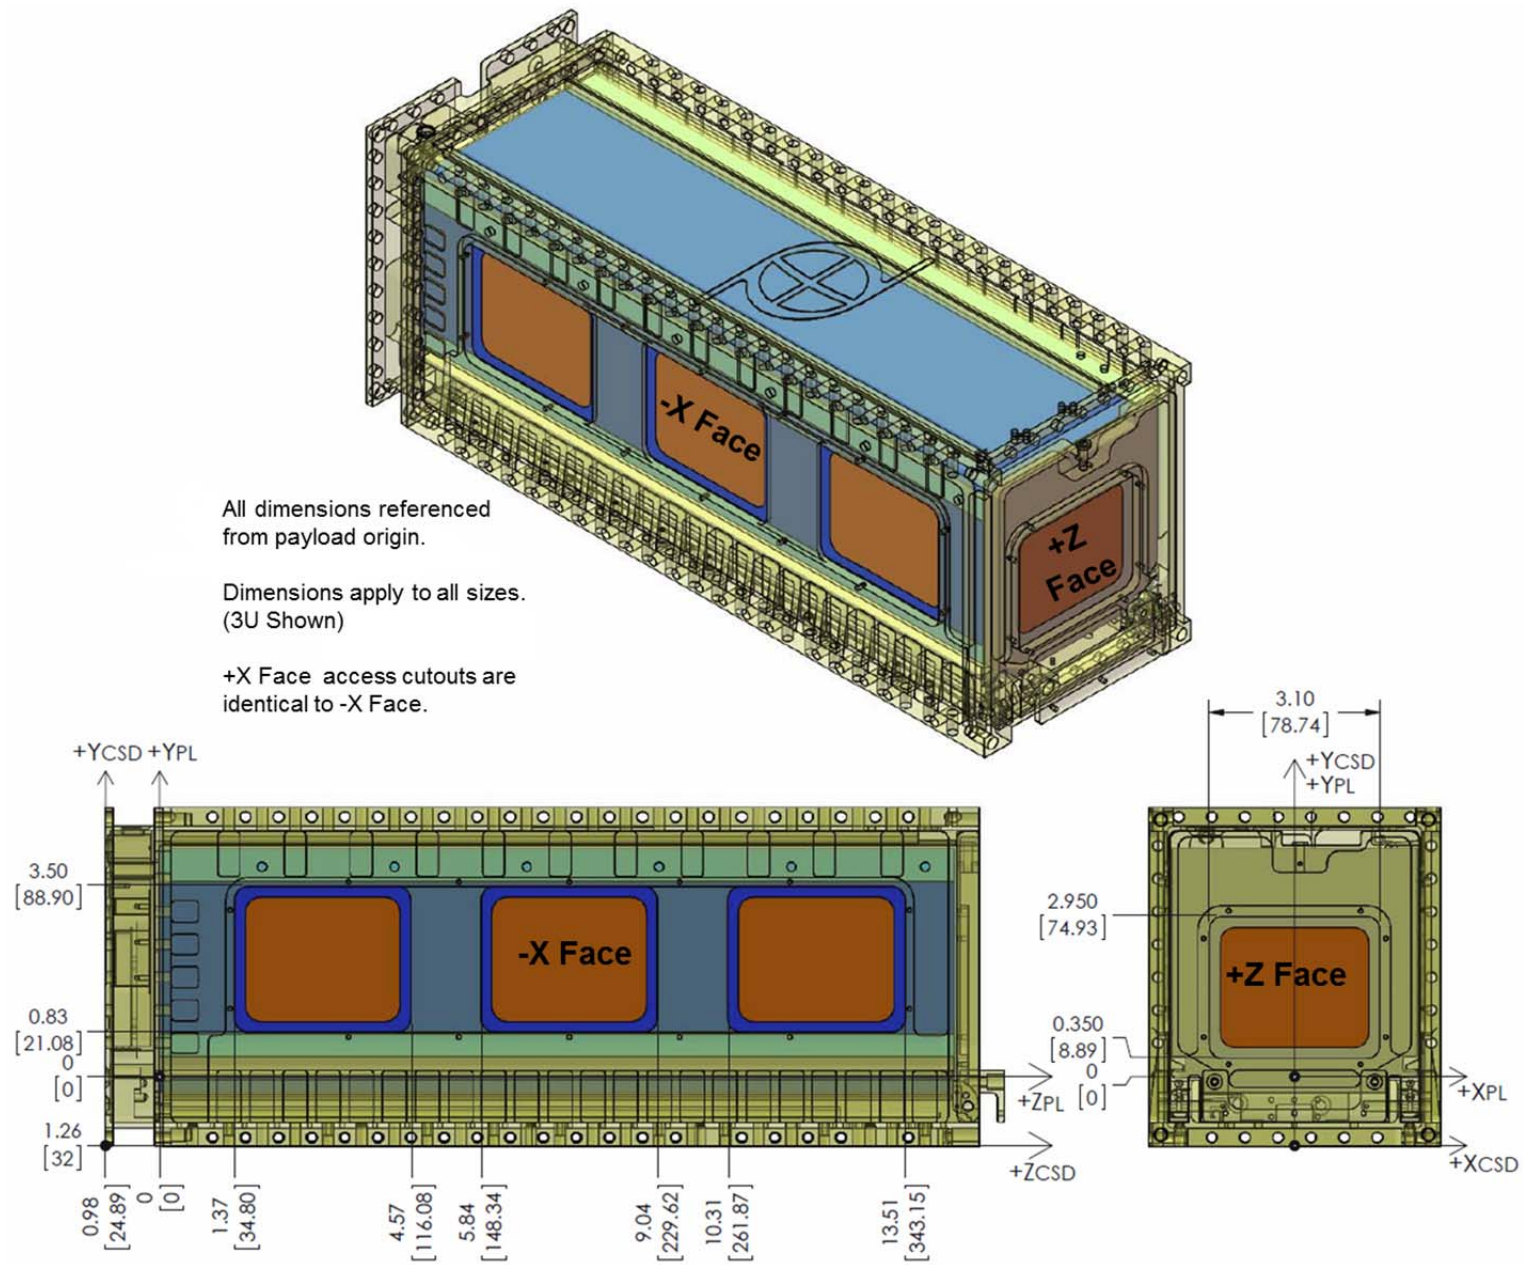 -X Face
+Z
Face
All dimensions referenced
from payload origin.
Dimensions apply to all sizes.
(3U Shown)
+X Face access cutouts are
identical to -X Face.
+YCSD +YPL
3.50
[88.90]
0.83
[21.08]
0
[0]
1.26
[32]
-X Face
+ZPL
+ZCSD
0.98
[24.89]
0
[0]
1.37
[34.80]
4.57
[116.08]
5.84
[148.34]
9.04
[229.62]
10.31
[261.87]
13.51
[343.15]
3.10
[78.74]
+YCSD
+YPL
2.950
[74.93]
0.350
[8.89]
0
[0]
+Z Face
+XPL
+XCSD